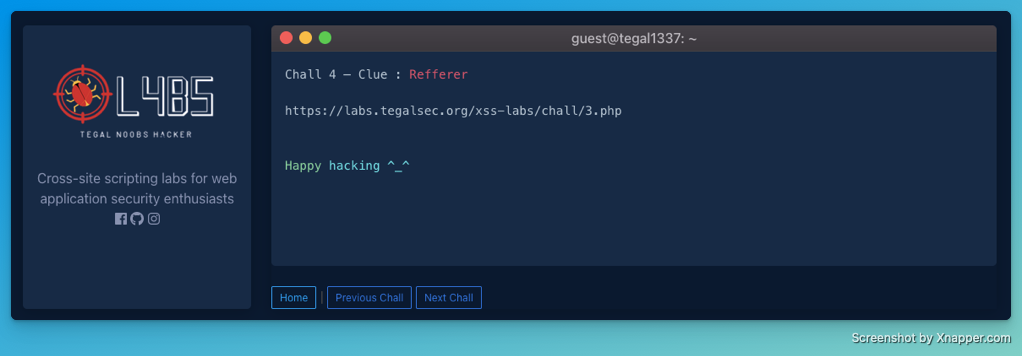 L4BS
TEGAL NOOBS HACKER
Cross-site scripting labs for web
application security enthusiasts
guest@tegal1337: ~
Chall 4 – Clue : Refferer
https://labs.tegalsec.org/xss-labs/chall/3.php
Happy hacking ^_^
Home | Previous Chall Next Chall
Screenshot by Xnapper.com